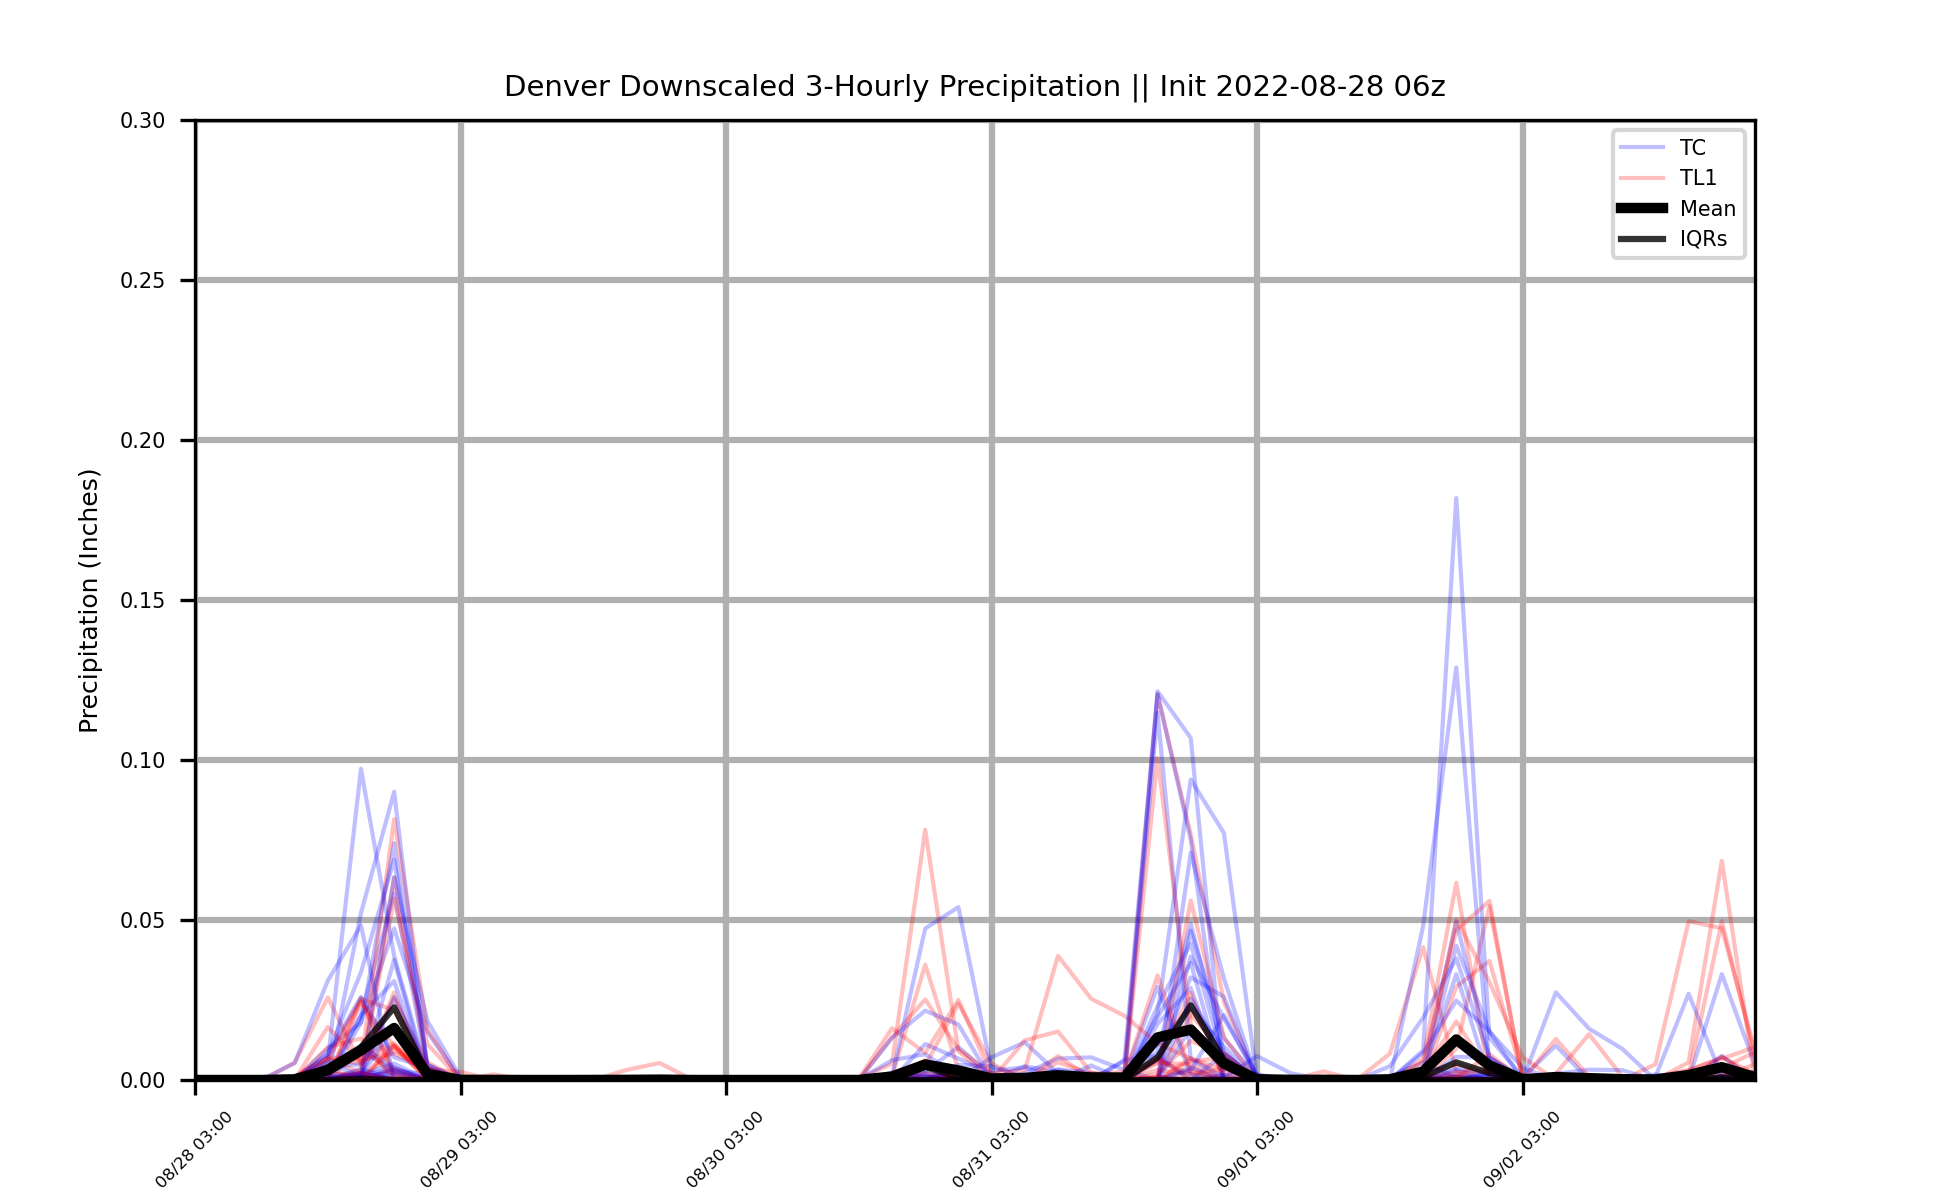 Denver Downscaled 3-Hourly Precipitation || Init 2022-08-28 06z
Precipitation (Inches)
0.30
0.25
0.20
0.15
0.10
0.05
0.00
TC
TL1
Mean
IQRs
08/28 03:00
08/29 03:00
08/30 03:00
08/31 03:00
09/01 03:00
09/02 03:00